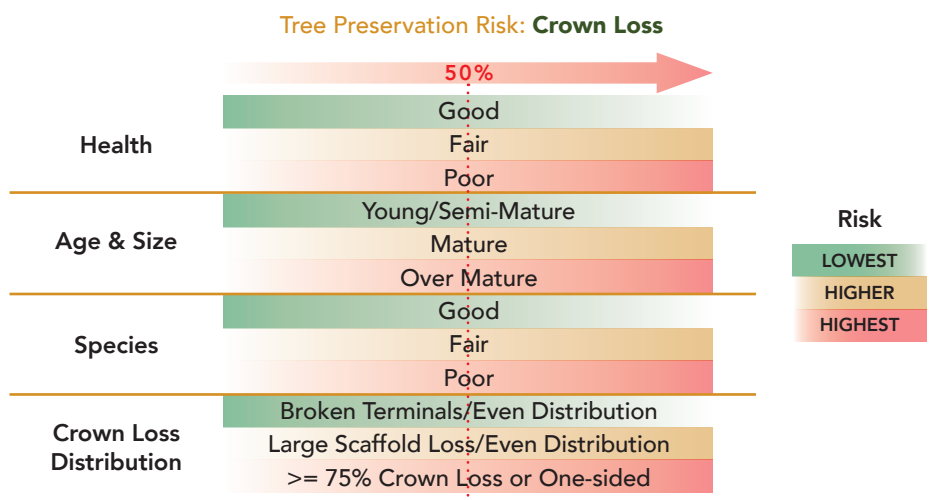 Tree Preservation Risk: Crown Loss
50%
Health
Good
Fair
Poor
Age & Size
Young/Semi-Mature
Mature
Over Mature
Species
Good
Fair
Poor
Crown Loss
Distribution
Broken Terminals/Even Distribution
Large Scaffold Loss/Even Distribution
>= 75% Crown Loss or One-sided
Risk
LOWEST
HIGHER
HIGHEST